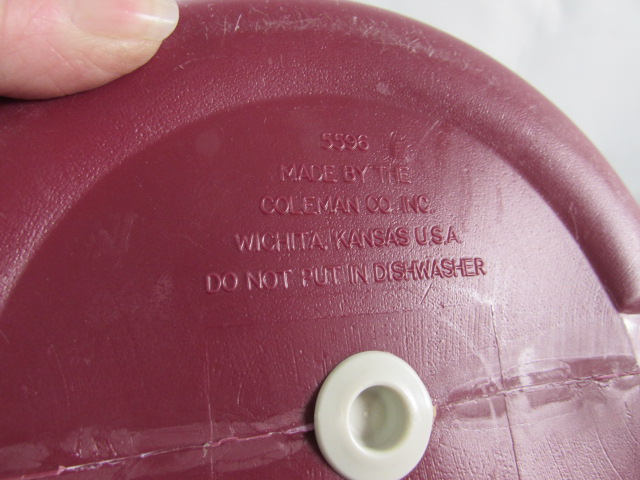 5596
MADE BY THE
COLEMAN CO. INC.
WICHITA, KANSAS U.S.A.
DO NOT PUT IN DISHWASHER